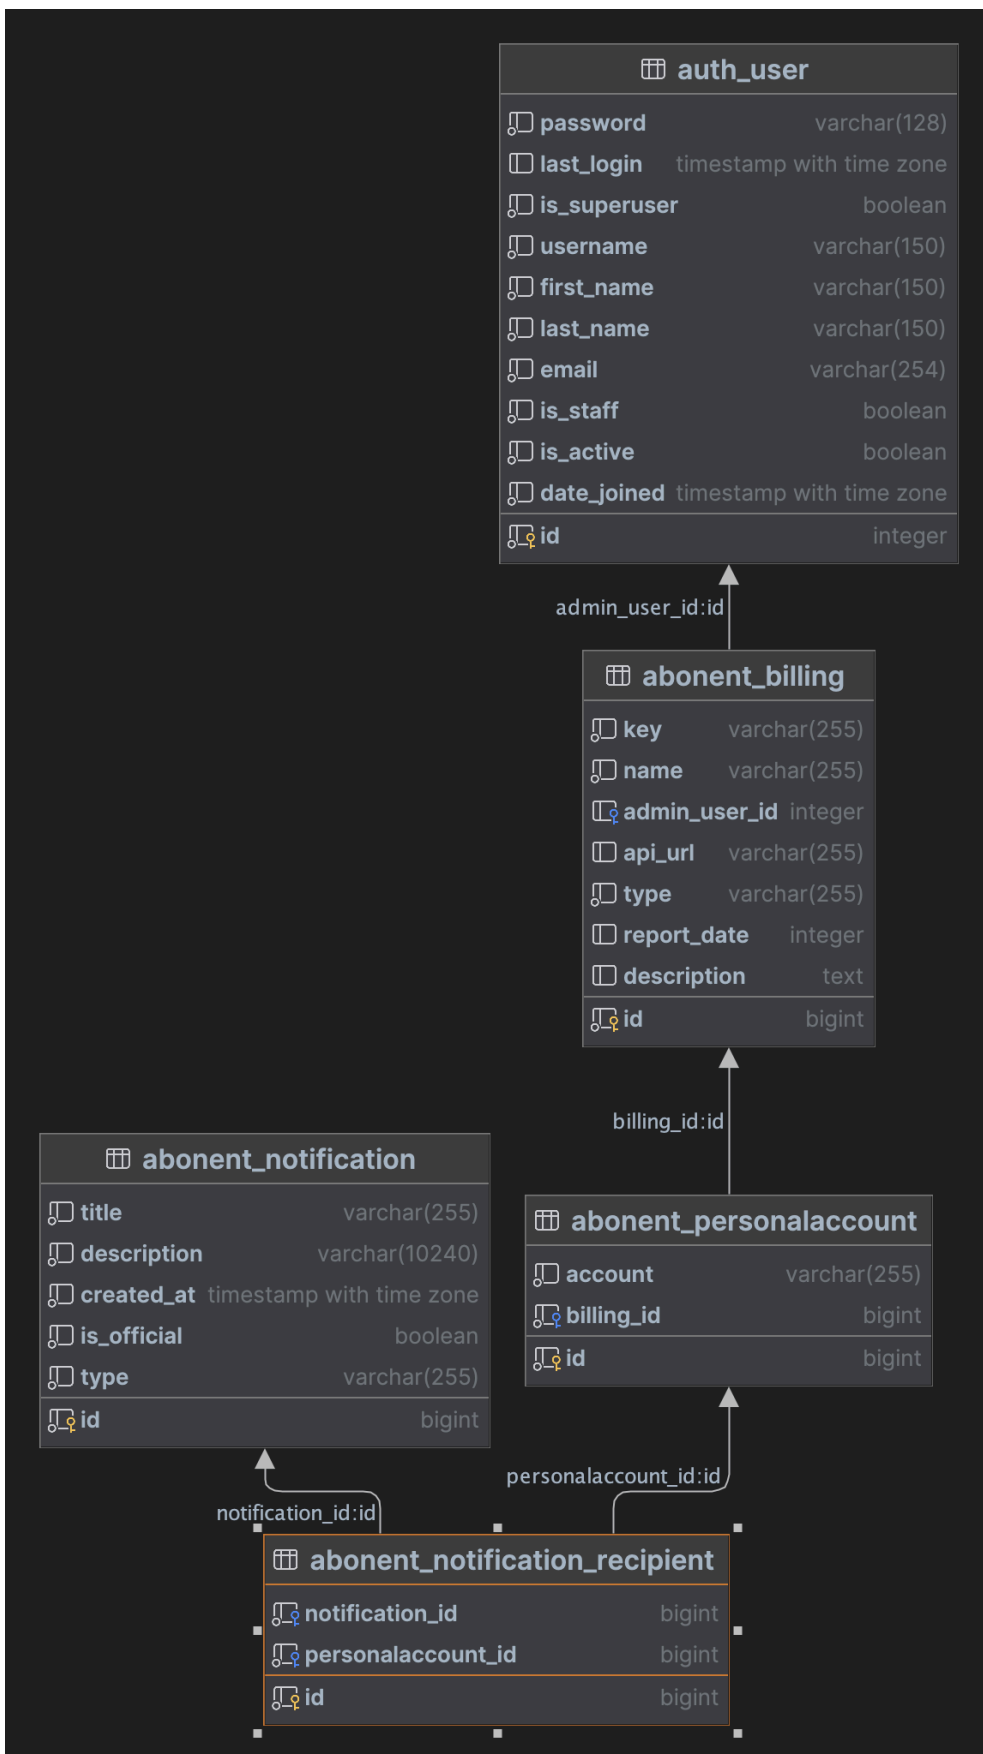 auth_user
password varchar(128)
last_login timestamp with time zone
is_superuser boolean
username varchar(150)
first_name varchar(150)
last_name varchar(150)
email varchar(254)
is_staff boolean
is_active boolean
date_joined timestamp with time zone
id integer
admin_user_id:id
abonent_billing
key varchar(255)
name varchar(255)
admin_user_id integer
api_url varchar(255)
type varchar(255)
report_date integer
description text
id bigint
billing_id:id
abonent_notification
title varchar(255)
description varchar(10240)
created_at timestamp with time zone
is_official boolean
type varchar(255)
id bigint
abonent_personalaccount
account varchar(255)
billing_id bigint
id bigint
personalaccount_id:id
notification_id:id
abonent_notification_recipient
notification_id bigint
personalaccount_id bigint
id bigint